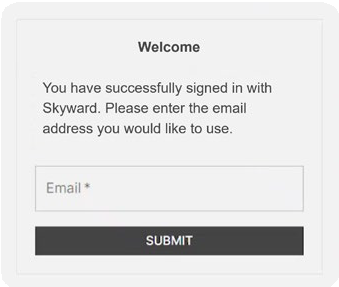 Welcome
You have successfully signed in with
Skyward. Please enter the email
address you would like to use.
Email *
SUBMIT